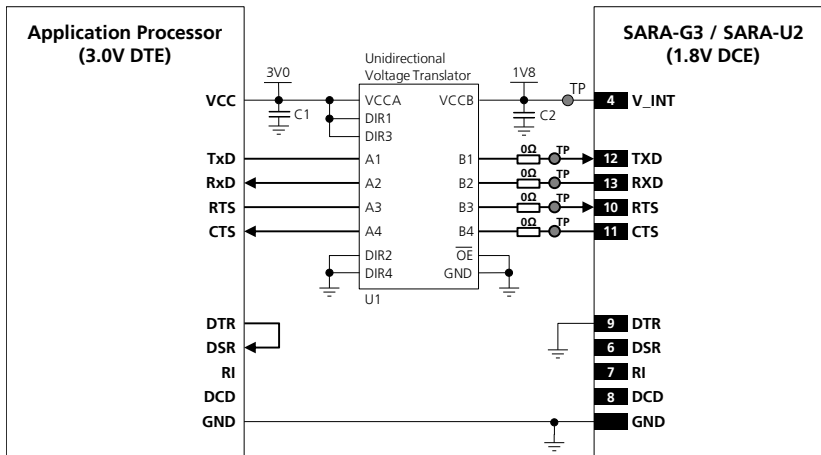 Application Processor
(3.0V DTE)
SARA-G3 / SARA-U2
(1.8V DCE)
Unidirectional
Voltage Translator
3V0
1V8
TP
VCC
VCCA
VCCB
4
V_INT
C1
DIR1
C2
DIR3
0Ω
TP
TxD
A1
B1
12
TXD
0Ω
TP
RxD
A2
B2
13
RXD
0Ω
TP
RTS
A3
B3
10
RTS
0Ω
TP
CTS
A4
B4
11
CTS
DIR2
OE
DIR4
GND
U1
DTR
9
DTR
DSR
6
DSR
RI
7
RI
DCD
8
DCD
GND
GND